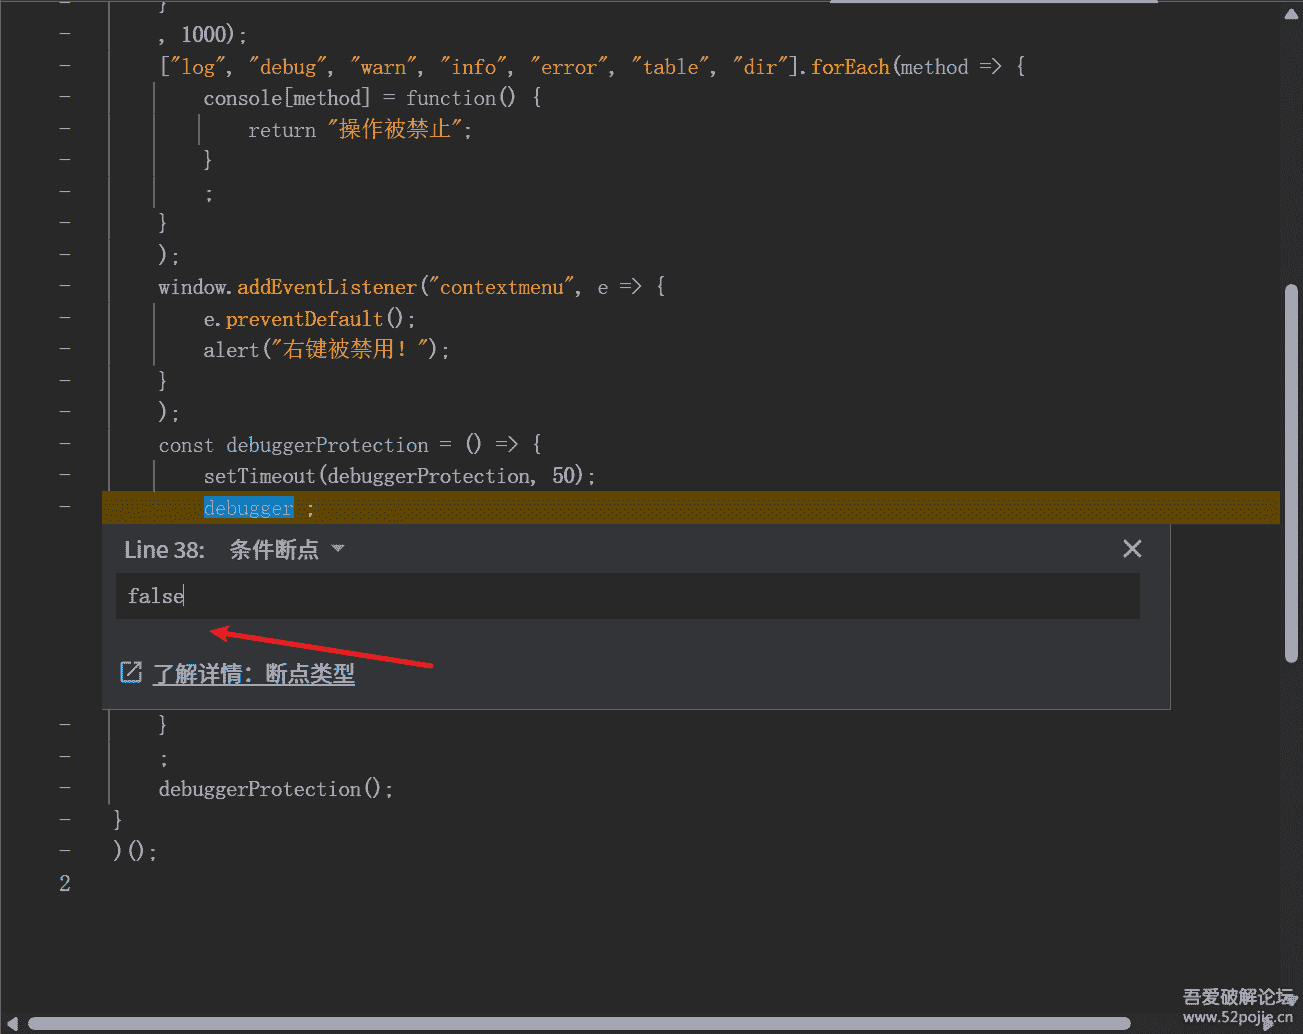 }
, 1000);
["log", "debug", "warn", "info", "error", "table", "dir"].forEach(method => {
console[method] = function() {
return "操作被禁止";
}
;
}
);
window.addEventListener("contextmenu", e => {
e.preventDefault();
alert("右键被禁用！");
}
);
const debuggerProtection = () => {
setTimeout(debuggerProtection, 50);
debugger ;
Line 38: 条件断点
false
了解详情：断点类型
}
;
debuggerProtection();
}
)();
2
吾爱破解论坛
www.52pojie.cn